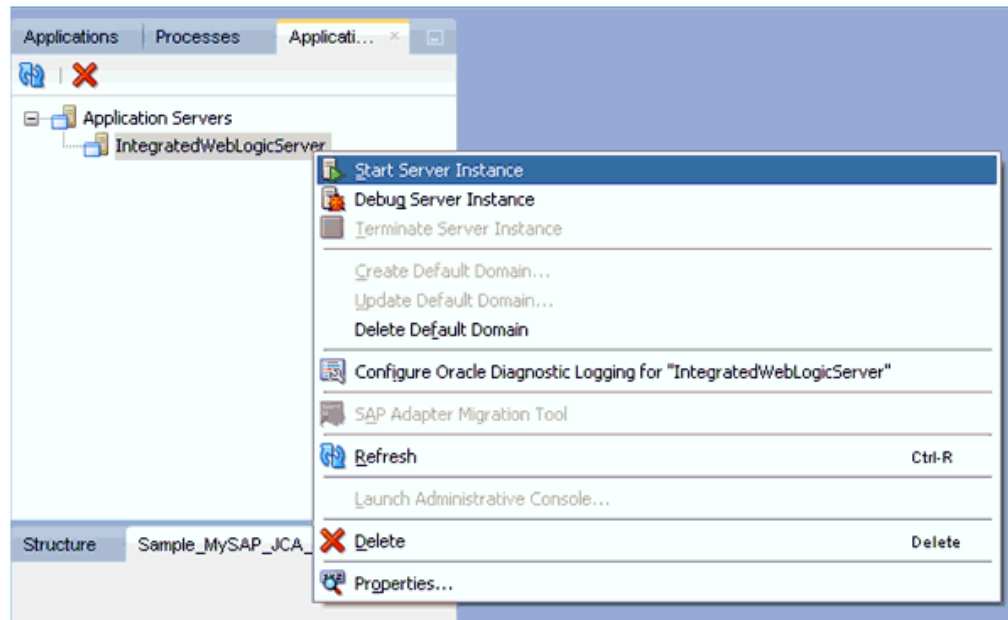 Applications Processes Applicati...
Application Servers
IntegratedWebLogicServer
Start Server Instance
Debug Server Instance
Terminate Server Instance
Create Default Domain...
Update Default Domain...
Delete Default Domain
Configure Oracle Diagnostic Logging for "IntegratedWebLogicServer"
SAP Adapter Migration Tool
Refresh Ctrl-R
Launch Administrative Console...
Structure Sample_MySAP_JCA_
Delete Delete
Properties...